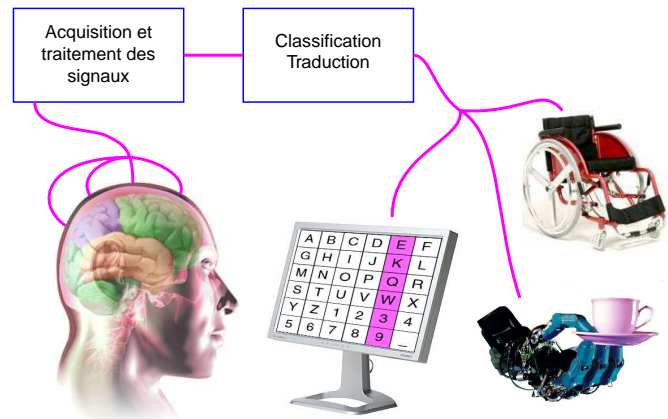 Acquisition et
traitement des
signaux
Classification
Traduction
A B C D E F
G H I J K L
M N O P Q R
S T U V W X
Y Z 1 2 3 4
5 6 7 8 9 _